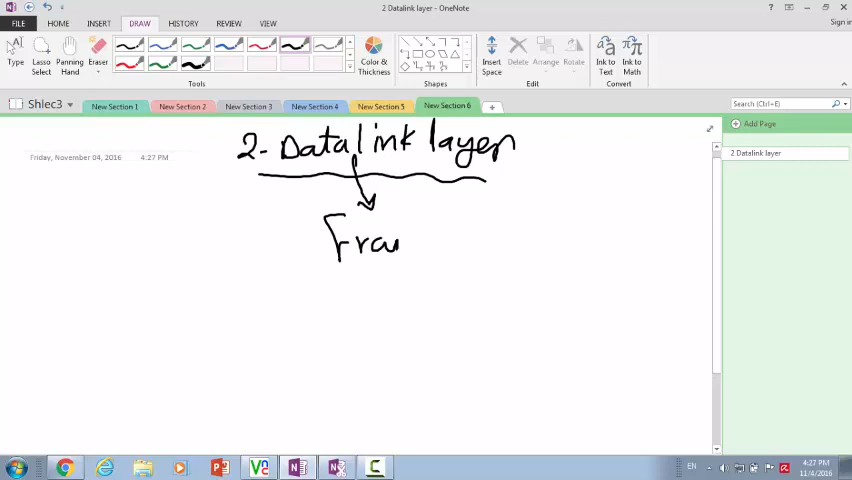 2 Datalink layer - OneNote
FILE HOME INSERT DRAW HISTORY REVIEW VIEW
Sign in
Type Lasso Select Panning Hand Eraser Color & Thickness Insert Space Delete Arrange Rotate Ink to Text Ink to Math
Tools Shapes Edit Convert
Shlec3 New Section 1 New Section 2 New Section 3 New Section 4 New Section 5 New Section 6 Search (Ctrl+E)
Add Page
2 Datalink layer
Friday, November 04, 2016 4:27 PM
2- Datalink layer
Fra
EN 4:27 PM
11/4/2016